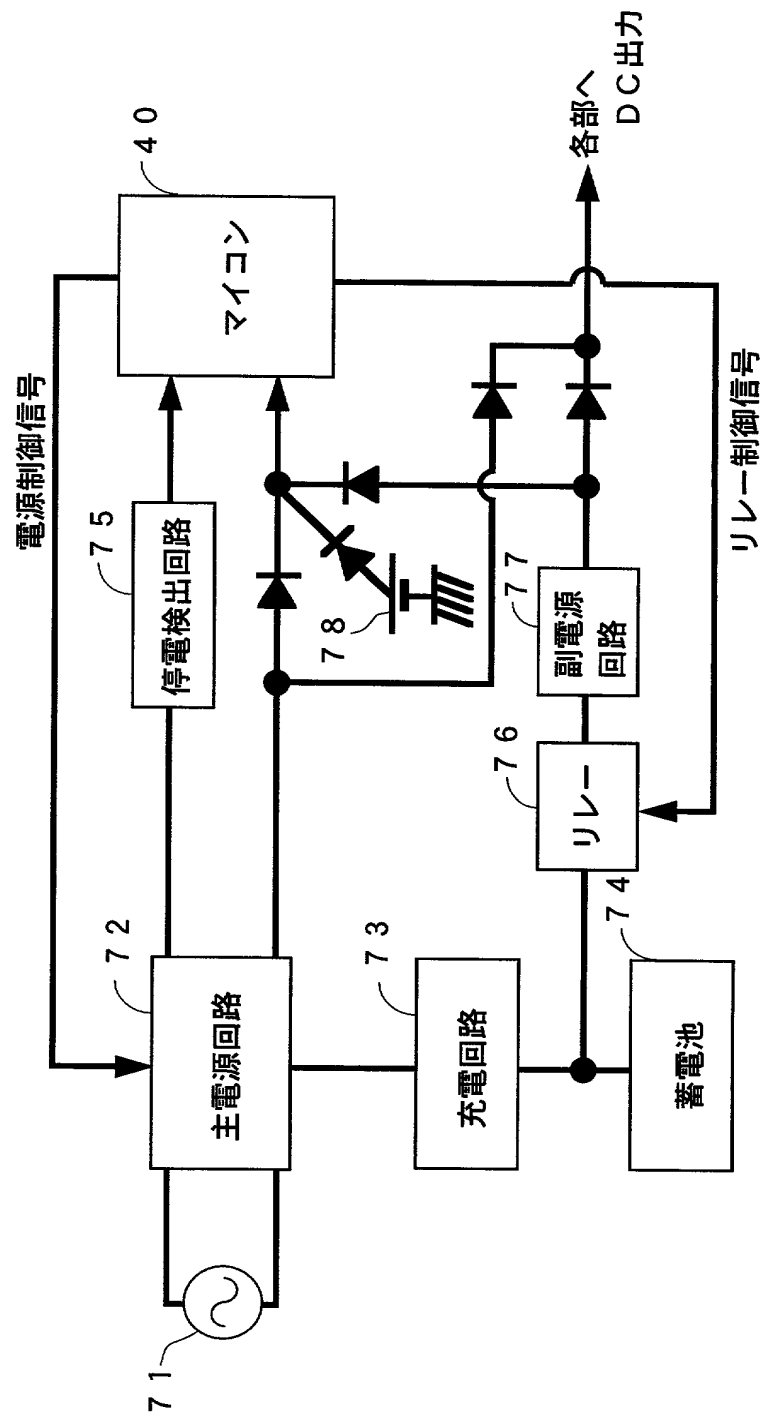 電源制御信号
40
マイコン
各部へ
DC出力
停電検出回路
75
72
主電源回路
71
78
73
充電回路
77
副電源
回路
76
リレー
74
蓄電池
リレー制御信号